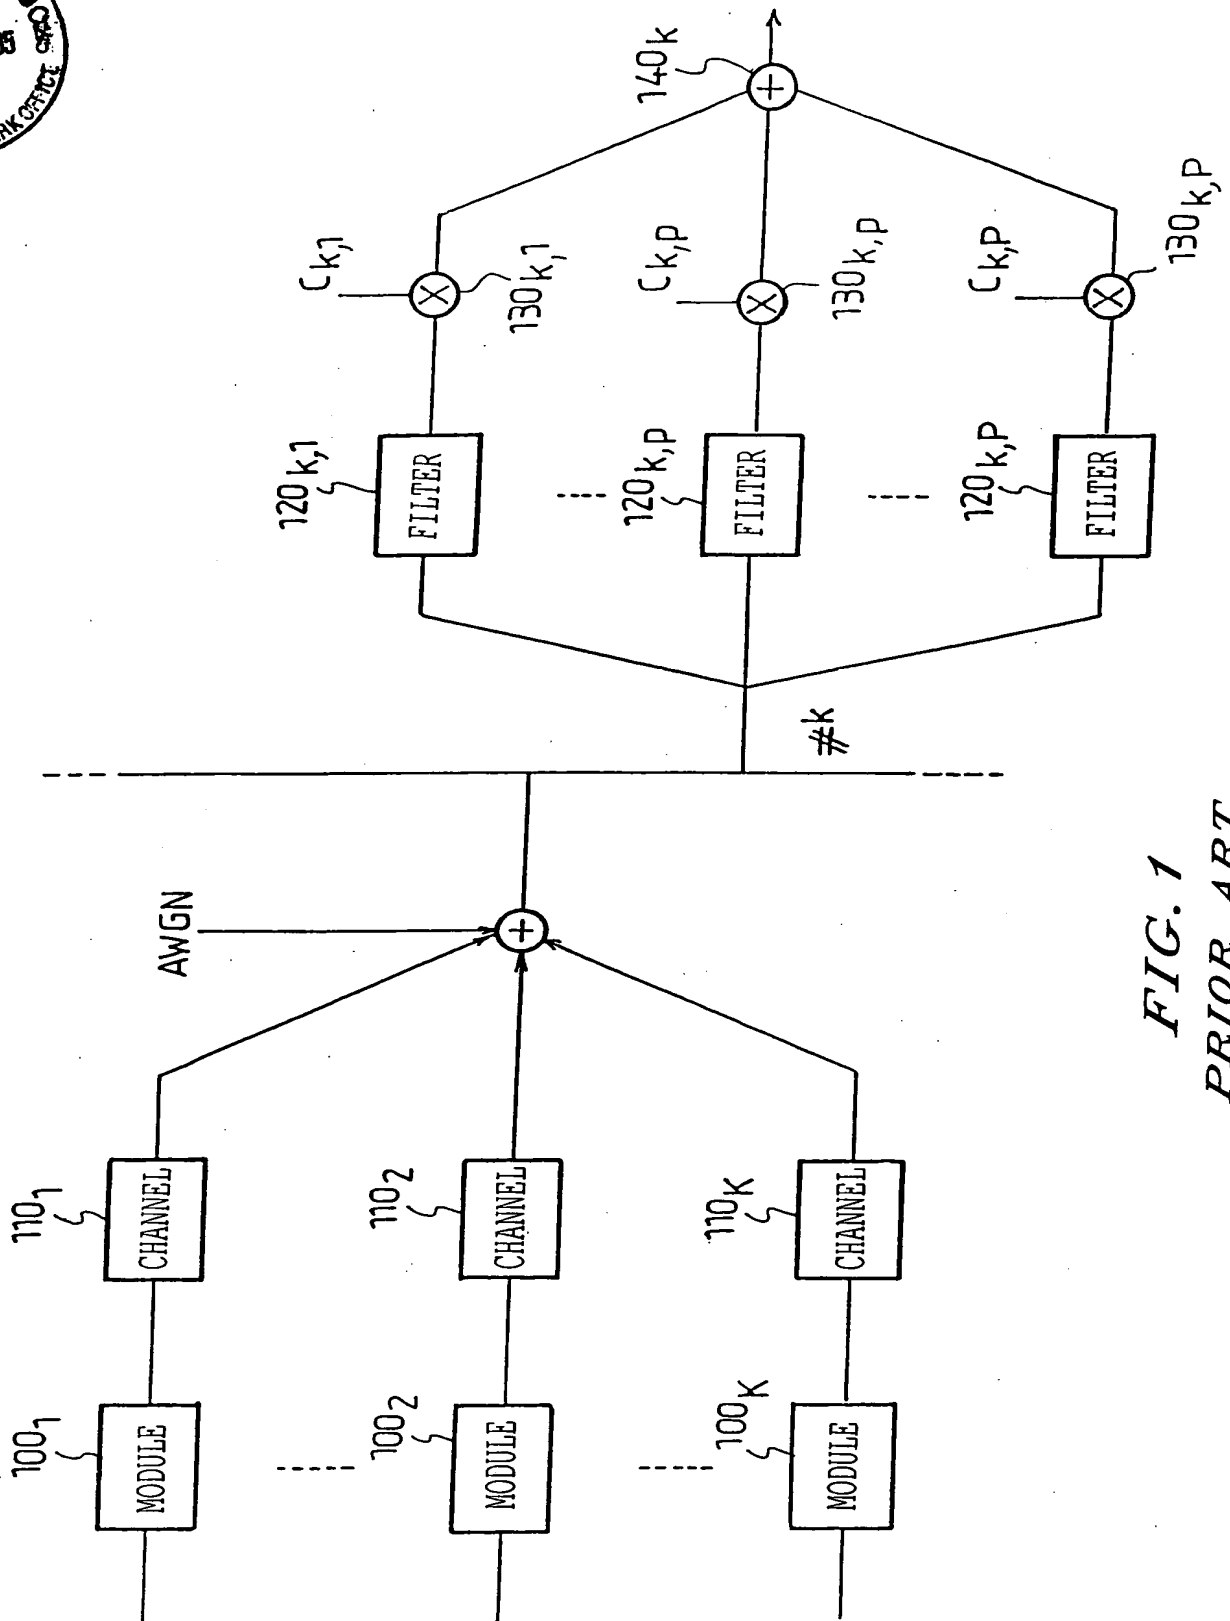 100₁
MODULE
110₁
CHANNEL
100₂
MODULE
110₂
CHANNEL
100K
MODULE
110K
CHANNEL
AWGN
+
#k
120k,1
FILTER
Ck,1
X
130k,1
120k,p
FILTER
Ck,p
X
130k,p
120k,P
FILTER
Ck,P
X
130k,P
140k
+
FIG. 1
PRIOR ART